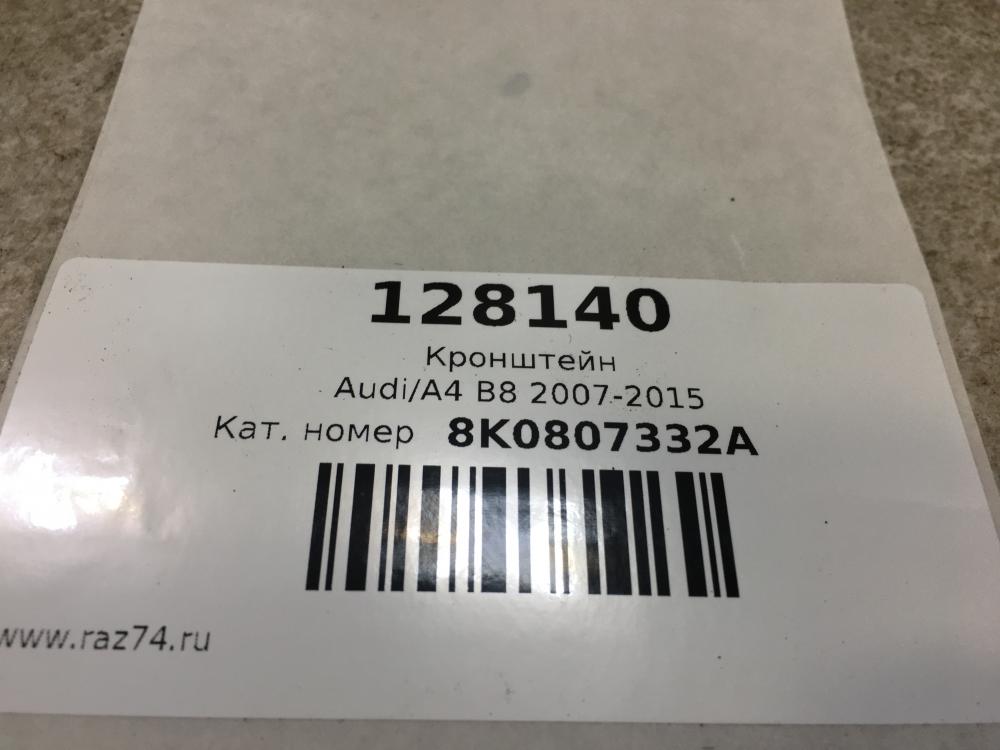 128140
Кронштейн
Audi/A4 B8 2007-2015
Кат. номер 8K0807332A
www.raz74.ru